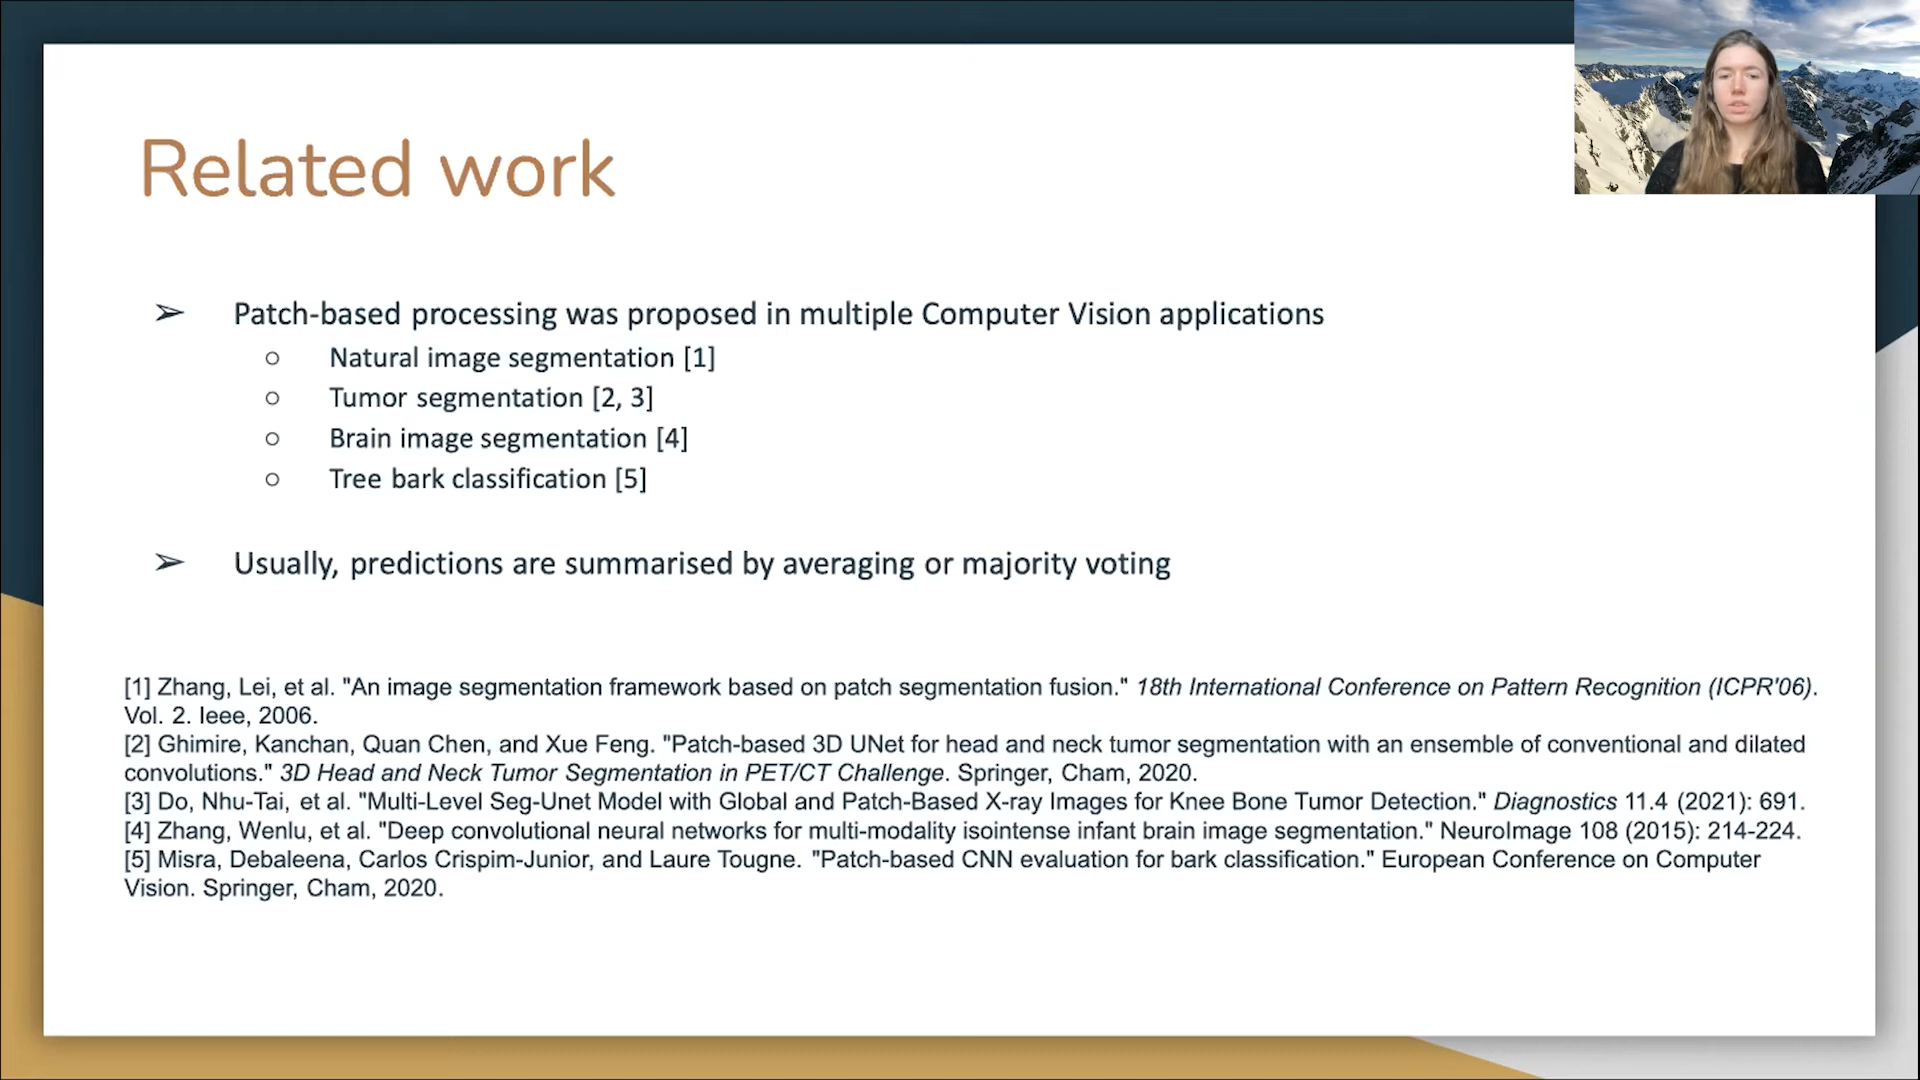 Related work
➢ Patch-based processing was proposed in multiple Computer Vision applications
○ Natural image segmentation [1]
○ Tumor segmentation [2, 3]
○ Brain image segmentation [4]
○ Tree bark classification [5]
➢ Usually, predictions are summarised by averaging or majority voting
[1] Zhang, Lei, et al. "An image segmentation framework based on patch segmentation fusion." 18th International Conference on Pattern Recognition (ICPR'06).
Vol. 2. Ieee, 2006.
[2] Ghimire, Kanchan, Quan Chen, and Xue Feng. "Patch-based 3D UNet for head and neck tumor segmentation with an ensemble of conventional and dilated
convolutions." 3D Head and Neck Tumor Segmentation in PET/CT Challenge. Springer, Cham, 2020.
[3] Do, Nhu-Tai, et al. "Multi-Level Seg-Unet Model with Global and Patch-Based X-ray Images for Knee Bone Tumor Detection." Diagnostics 11.4 (2021): 691.
[4] Zhang, Wenlu, et al. "Deep convolutional neural networks for multi-modality isointense infant brain image segmentation." NeuroImage 108 (2015): 214-224.
[5] Misra, Debaleena, Carlos Crispim-Junior, and Laure Tougne. "Patch-based CNN evaluation for bark classification." European Conference on Computer
Vision. Springer, Cham, 2020.